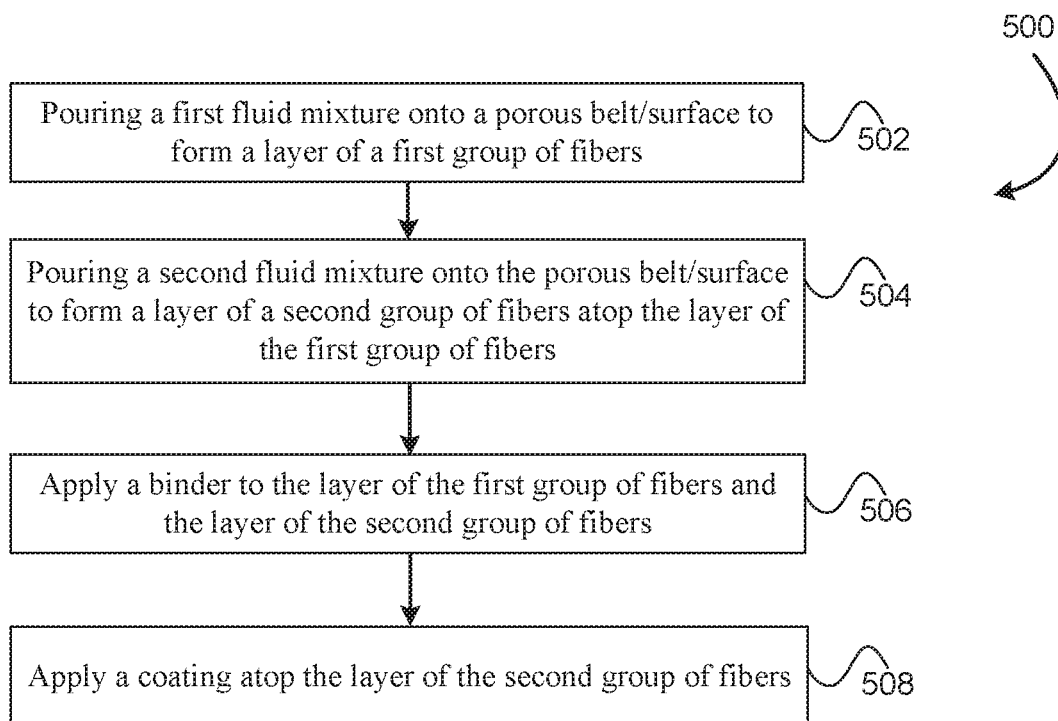 500
Pouring a first fluid mixture onto a porous belt/surface to
form a layer of a first group of fibers
502
Pouring a second fluid mixture onto the porous belt/surface
to form a layer of a second group of fibers atop the layer of
the first group of fibers
504
Apply a binder to the layer of the first group of fibers and
the layer of the second group of fibers
506
Apply a coating atop the layer of the second group of fibers
508